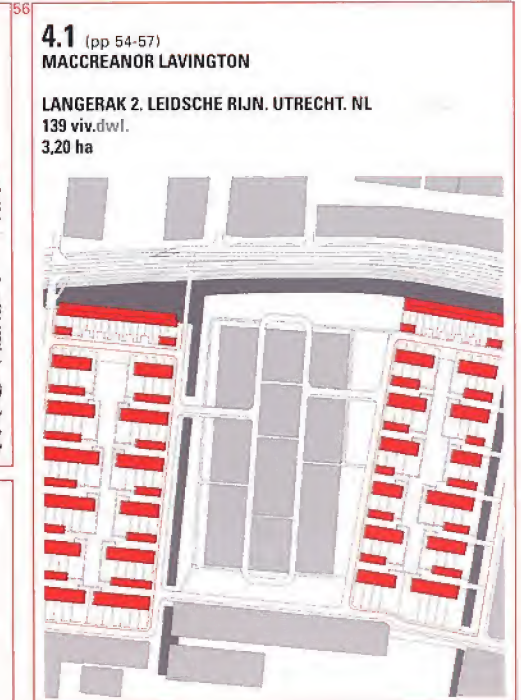 56
4.1 (pp 54-57)
MACCREANOR LAVINGTON
LANGERAK 2. LEIDSCHE RIJN. UTRECHT. NL
139 viv.dwl.
3,20 ha